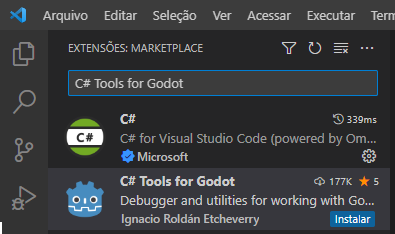 Arquivo Editar Seleção Ver Acessar Executar Term
EXTENSÕES: MARKETPLACE
C# Tools for Godot
C# 339ms
C# for Visual Studio Code (powered by Om...
Microsoft
C# Tools for Godot 177K 5
Debugger and utilities for working with Go...
Ignacio Roldán Etcheverry Instalar